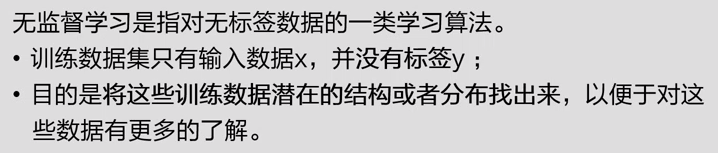 无监督学习是指对无标签数据的一类学习算法。
• 训练数据集只有输入数据x，并没有标签y；
• 目的是将这些训练数据潜在的结构或者分布找出来，以便于对这
些数据有更多的了解。